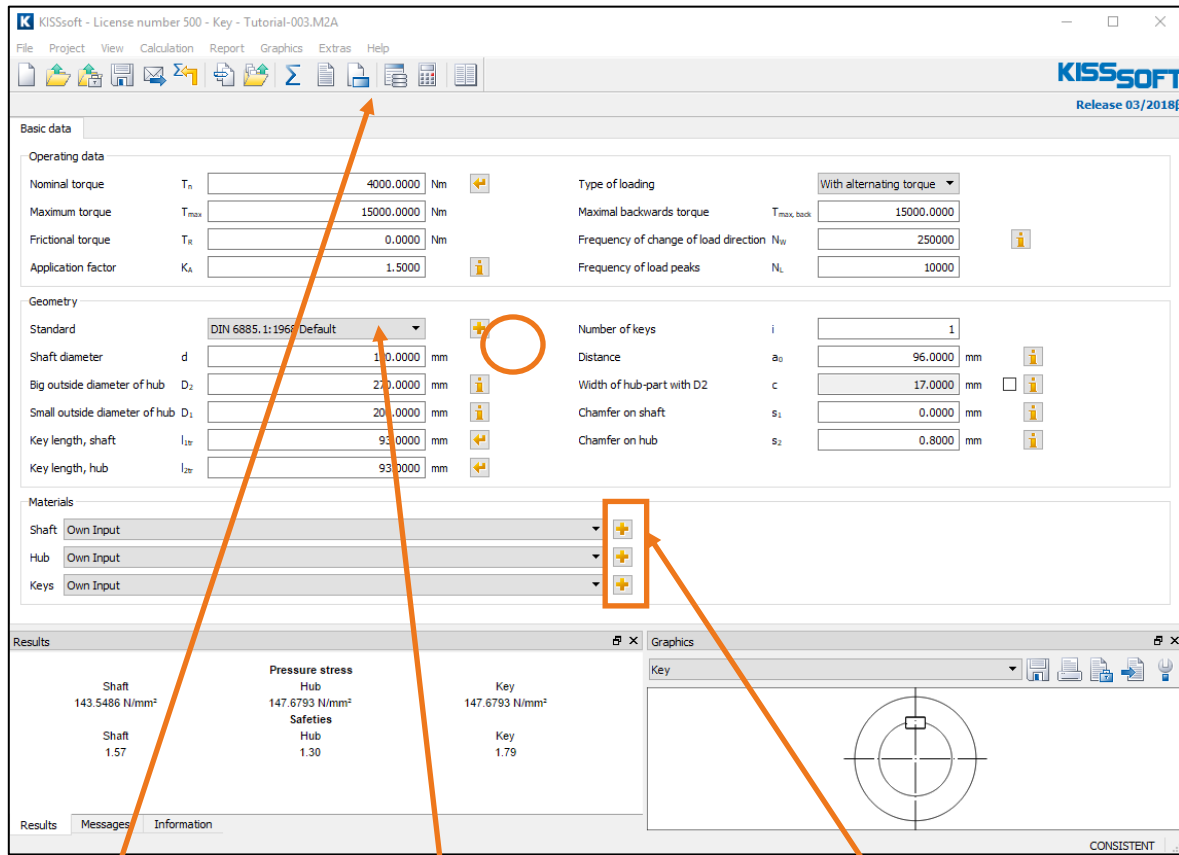 K KISSsoft - License number 500 - Key - Tutorial-003.M2A
File Project View Calculation Report Graphics Extras Help
KISSSOFT
Release 03/2018β
Basic data
Operating data
Nominal torque Tn 4000.0000 Nm Type of loading With alternating torque
Maximum torque Tmax 15000.0000 Nm Maximal backwards torque Tmax, back 15000.0000
Frictional torque TR 0.0000 Nm Frequency of change of load direction NW 250000
Application factor KA 1.5000 Frequency of load peaks NL 10000
Geometry
Standard DIN 6885.1:1968 Default Number of keys i 1
Shaft diameter d mm Distance a0 96.0000 mm
Big outside diameter of hub D2 270.0000 mm Width of hub-part with D2 c 17.0000 mm
Small outside diameter of hub D1 200.0000 mm Chamfer on shaft s1 0.0000 mm
Key length, shaft l1tr 93.0000 mm Chamfer on hub s2 0.8000 mm
Key length, hub l2tr 93.0000 mm
Materials
Shaft Own Input
Hub Own Input
Keys Own Input
Results
Pressure stress
Shaft Hub Key
143.5486 N/mm² 147.6793 N/mm² 147.6793 N/mm²
Safeties
Shaft Hub Key
1.57 1.30 1.79
Results Messages Information
Graphics
Key
CONSISTENT